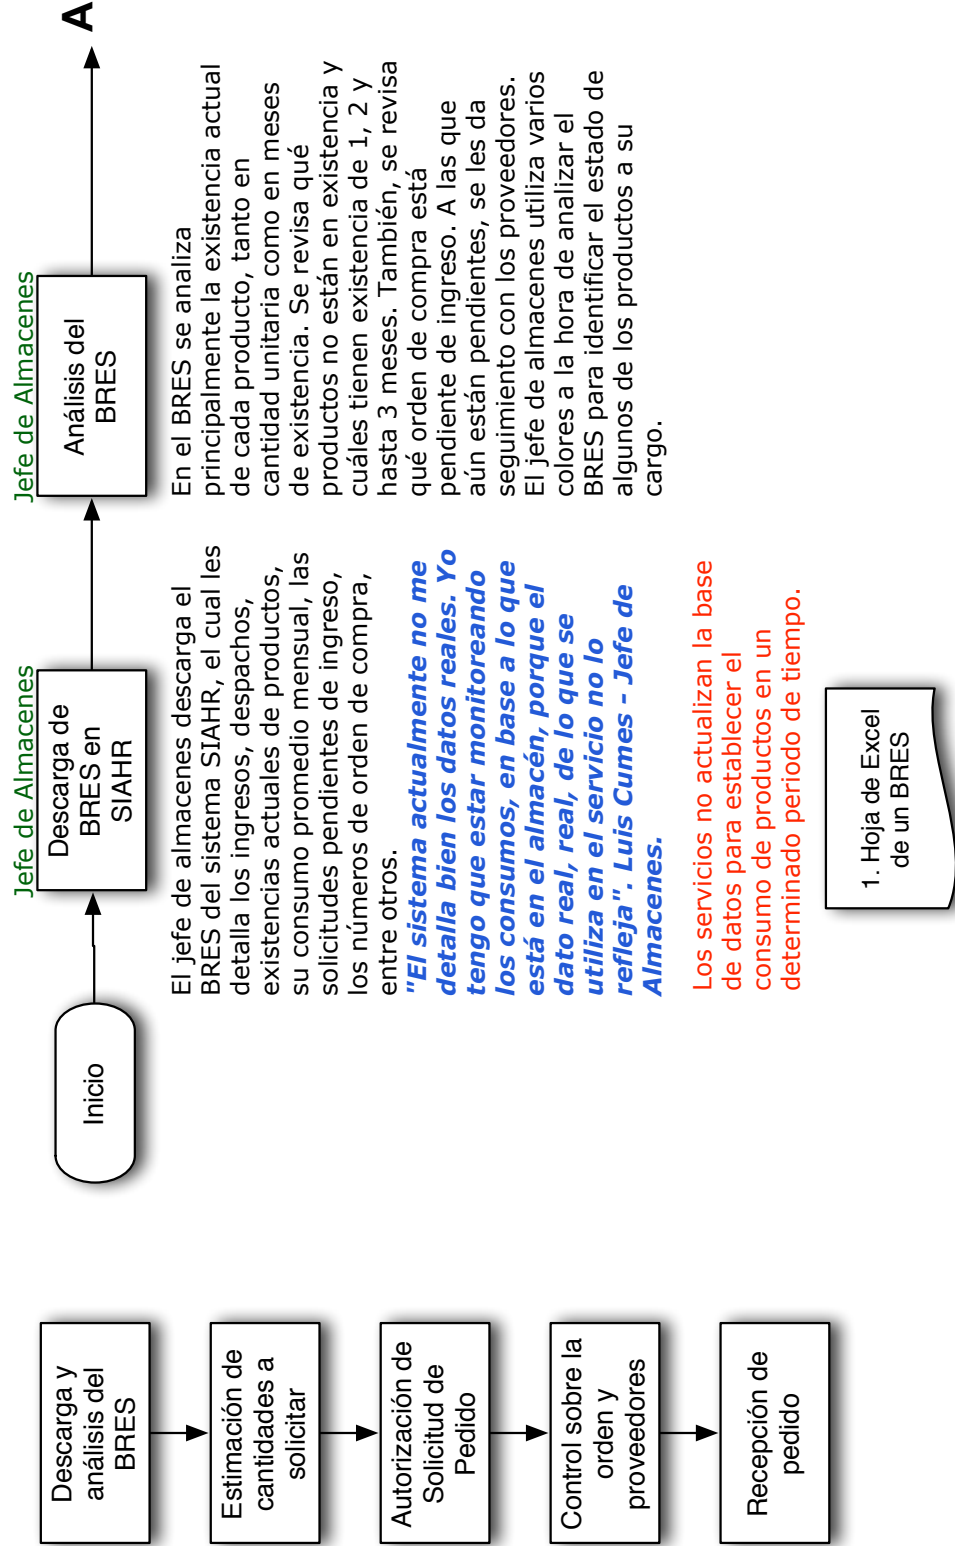 Descarga y
análisis del
BRES
Estimación de
cantidades a
solicitar
Autorización de
Solicitud de
Pedido
Control sobre la
orden y
proveedores
Recepción de
pedido
Inicio
Jefe de Almacenes
Descarga de
BRES en
SIAHR
El jefe de almacenes descarga el
BRES del sistema SIAHR, el cual les
detalla los ingresos, despachos,
existencias actuales de productos,
su consumo promedio mensual, las
solicitudes pendientes de ingreso,
los números de orden de compra,
entre otros.
"El sistema actualmente no me
detalla bien los datos reales. Yo
tengo que estar monitoreando
los consumos, en base a lo que
está en el almacén, porque el
dato real, real, de lo que se
utiliza en el servicio no lo
refleja". Luis Cumes - Jefe de
Almacenes.
Los servicios no actualizan la base
de datos para establecer el
consumo de productos en un
determinado periodo de tiempo.
1. Hoja de Excel
de un BRES
Jefe de Almacenes
Análisis del
BRES
En el BRES se analiza
principalmente la existencia actual
de cada producto, tanto en
cantidad unitaria como en meses
de existencia. Se revisa qué
productos no están en existencia y
cuáles tienen existencia de 1, 2 y
hasta 3 meses. También, se revisa
qué orden de compra está
pendiente de ingreso. A las que
aún están pendientes, se les da
seguimiento con los proveedores.
El jefe de almacenes utiliza varios
colores a la hora de analizar el
BRES para identificar el estado de
algunos de los productos a su
cargo.
A